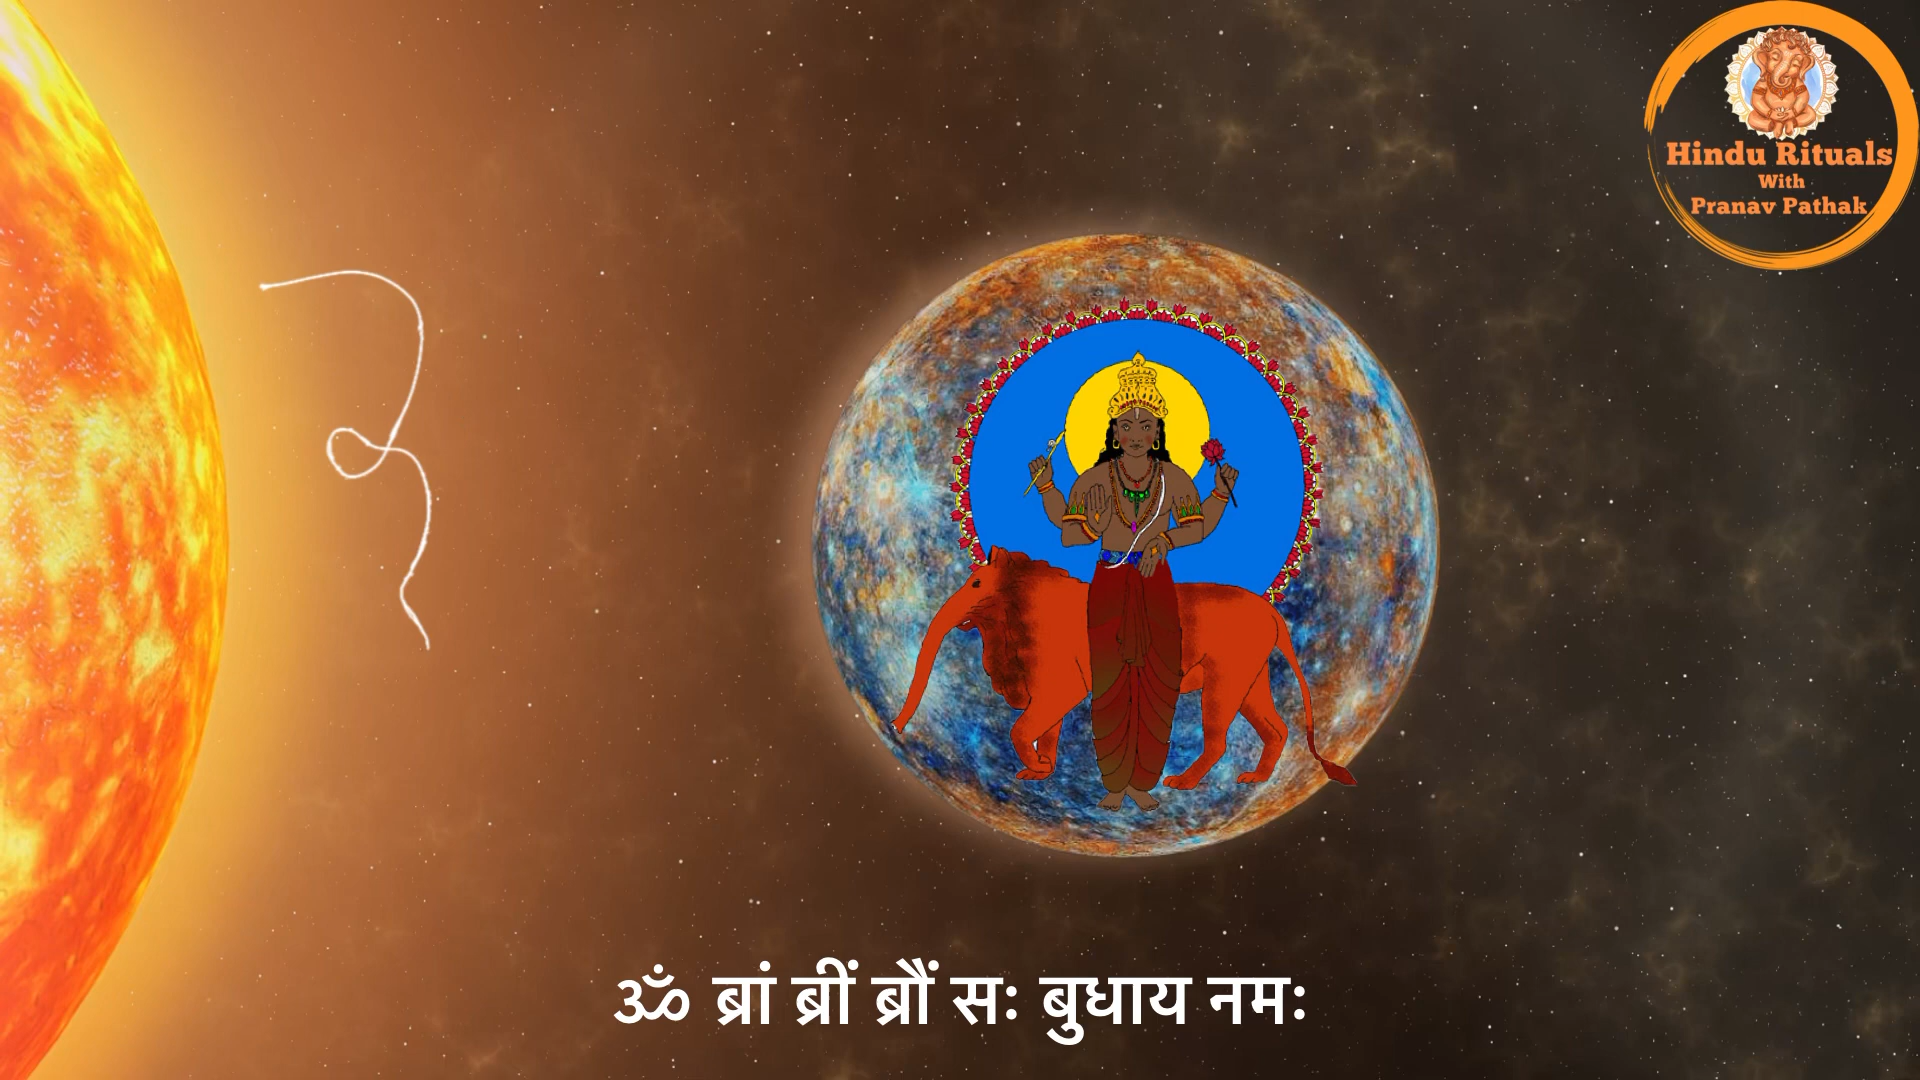 Hindu Rituals
With
Pranav Pathak
ॐ ब्रां ब्रीं ब्रौं सः बुधाय नमः